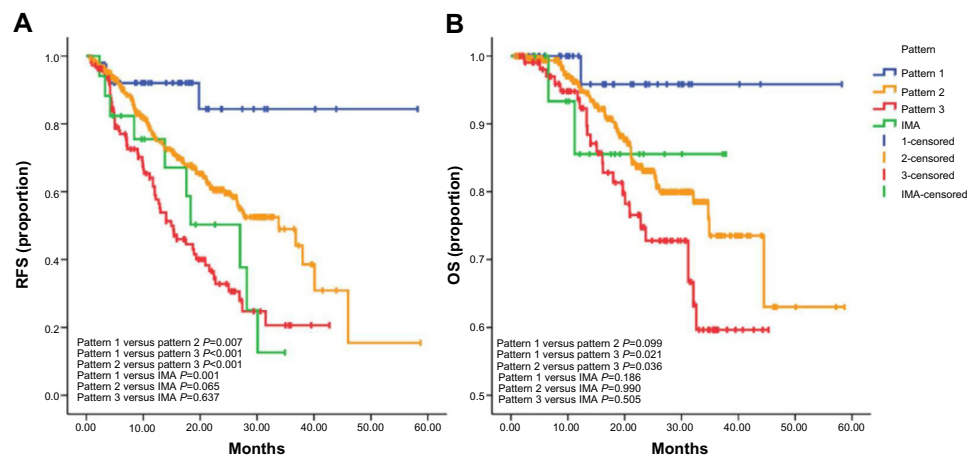 A
RFS (proportion)
1.0
0.8
0.6
0.4
0.2
0.0
Pattern 1 versus pattern 2 P=0.007
Pattern 1 versus pattern 3 P<0.001
Pattern 2 versus pattern 3 P<0.001
Pattern 1 versus IMA P=0.001
Pattern 2 versus IMA P=0.065
Pattern 3 versus IMA P=0.637
0.00 10.00 20.00 30.00 40.00 50.00 60.00
Months
B
OS (proportion)
1.0
0.9
0.8
0.7
0.6
0.5
Pattern 1 versus pattern 2 P=0.099
Pattern 1 versus pattern 3 P=0.021
Pattern 2 versus pattern 3 P=0.036
Pattern 1 versus IMA P=0.186
Pattern 2 versus IMA P=0.990
Pattern 3 versus IMA P=0.505
0.00 10.00 20.00 30.00 40.00 50.00 60.00
Months
Pattern
Pattern 1
Pattern 2
Pattern 3
IMA
1-censored
2-censored
3-censored
IMA-censored